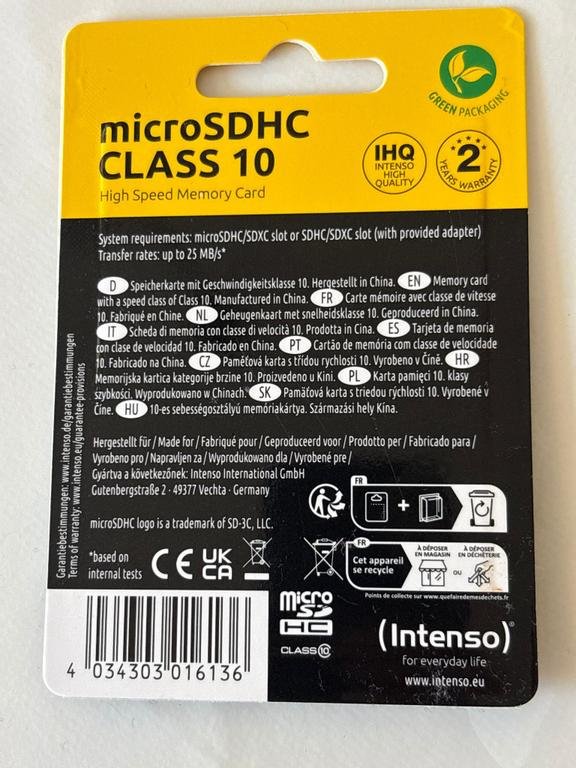 GREEN PACKAGING
microSDHC
CLASS 10
High Speed Memory Card
IHQ
INTENSO
HIGH
QUALITY
2
YEARS WARRANTY
System requirements: microSDHC/SDXC slot or SDHC/SDXC slot (with provided adapter)
Transfer rates: up to 25 MB/s*
D Speicherkarte mit Geschwindigkeitsklasse 10. Hergestellt in China. EN Memory card
with a speed class of Class 10. Manufactured in China. FR Carte mémoire avec classe de vitesse
10. Fabriqué en Chine. NL Geheugenkaart met snelheidsklasse 10. Geproduceerd in China.
IT Scheda di memoria con classe di velocità 10. Prodotta in Cina. ES Tarjeta de memoria
con clase de velocidad 10. Fabricado en China. PT Cartão de memória com classe de velocidade
10. Fabricado na China. CZ Paměťová karta s třídou rychlosti 10. Vyrobeno v Číně. HR
Memorijska kartica kategorije brzine 10. Proizvedeno u Kini. PL Karta pamięci 10. klasy
szybkości. Wyprodukowano w Chinach. SK Pamäťová karta s triedou rýchlosti 10. Vyrobené v
Číne. HU 10-es sebességosztályú memóriakártya. Származási hely Kína.
Garantiebestimmungen: www.intenso.de/garantiebestimmungen
Terms of warranty: www.intenso.eu/guarantee-provisions
Hergestellt für / Made for / Fabriqué pour / Geproduceerd voor / Prodotto per / Fabricado para /
Vyrobeno pro / Napravljen za / Wyprodukowano dla / Vyrobené pre /
Gyártva a következőnek: Intenso International GmbH
Gutenbergstraße 2 · 49377 Vechta · Germany
microSDHC logo is a trademark of SD-3C, LLC.
*based on
internal tests
CE
UK
CA
FR
+
FR
Cet appareil
se recycle
À DÉPOSER
EN MAGASIN
OU
À DÉPOSER
EN DÉCHÈTERIE
Points de collecte sur www.quefairedemesdechets.fr
micro
SD
HC
CLASS 10
(Intenso)®
for everyday life
www.intenso.eu
4 034303 016136